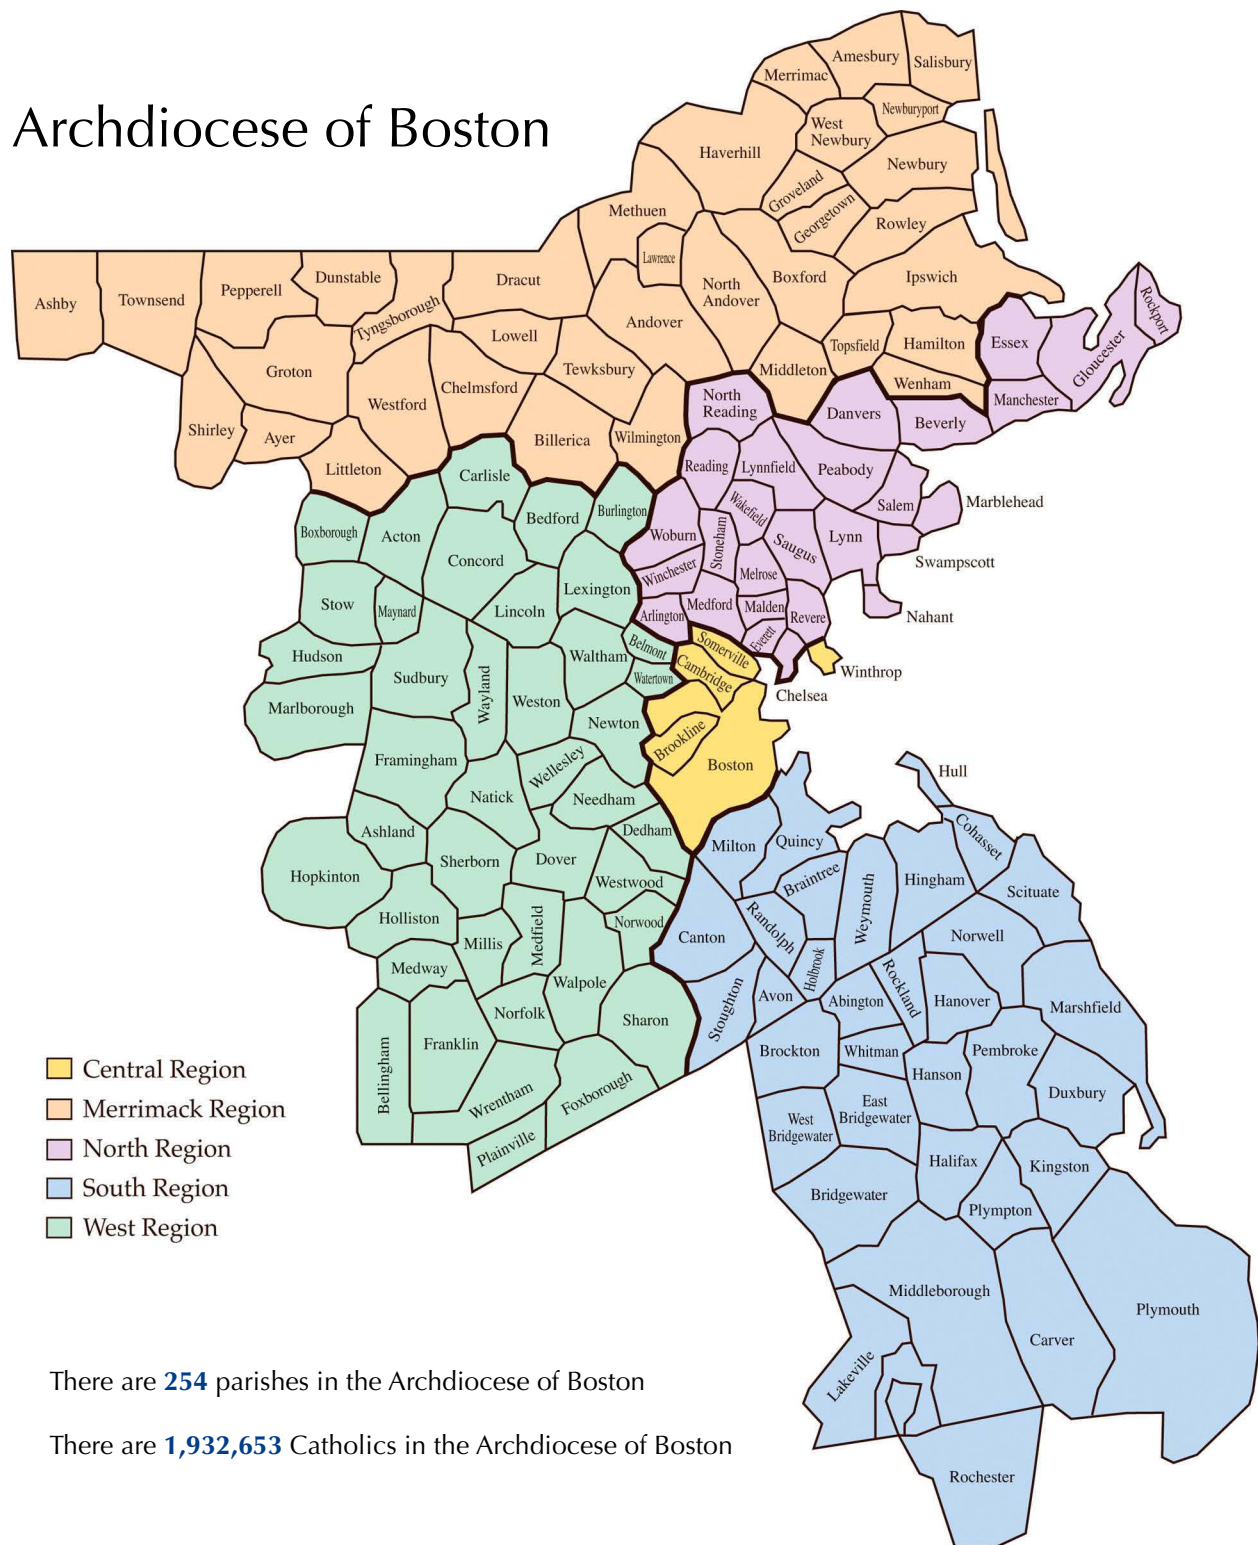 Archdiocese of Boston
Merrimac
Amesbury
Salisbury
Newburyport
West
Newbury
Haverhill
Newbury
Groveland
Georgetown
Methuen
Rowley
Lawrence
Ashby
Townsend
Pepperell
Dunstable
Tyngsborough
Dracut
North
Andover
Boxford
Ipswich
Rockport
Andover
Lowell
Topsfield
Hamilton
Essex
Gloucester
Groton
Chelmsford
Tewksbury
Middleton
Wenham
Manchester
Westford
North
Reading
Danvers
Beverly
Shirley
Ayer
Billerica
Wilmington
Littleton
Carlisle
Reading
Lynnfield
Peabody
Salem
Marblehead
Boxborough
Acton
Bedford
Burlington
Wakefield
Woburn
Stoneham
Saugus
Lynn
Swampscott
Concord
Winchester
Melrose
Lexington
Stow
Maynard
Lincoln
Arlington
Medford
Malden
Revere
Nahant
Everett
Hudson
Waltham
Belmont
Somerville
Cambridge
Winthrop
Sudbury
Wayland
Watertown
Chelsea
Marlborough
Weston
Newton
Brookline
Boston
Framingham
Wellesley
Hull
Natick
Needham
Ashland
Dedham
Milton
Quincy
Cohasset
Hopkinton
Sherborn
Dover
Westwood
Braintree
Weymouth
Hingham
Scituate
Holliston
Medfield
Norwood
Canton
Randolph
Norwell
Millis
Medway
Walpole
Stoughton
Avon
Holbrook
Abington
Rockland
Hanover
Marshfield
Norfolk
Sharon
Franklin
Brockton
Whitman
Hanson
Pembroke
Bellingham
Wrentham
Foxborough
Duxbury
West
Bridgewater
East
Bridgewater
Plainville
Halifax
Kingston
Bridgewater
Plympton
Middleborough
Plymouth
Carver
Lakeville
Rochester
Central Region
Merrimack Region
North Region
South Region
West Region
There are 254 parishes in the Archdiocese of Boston
There are 1,932,653 Catholics in the Archdiocese of Boston